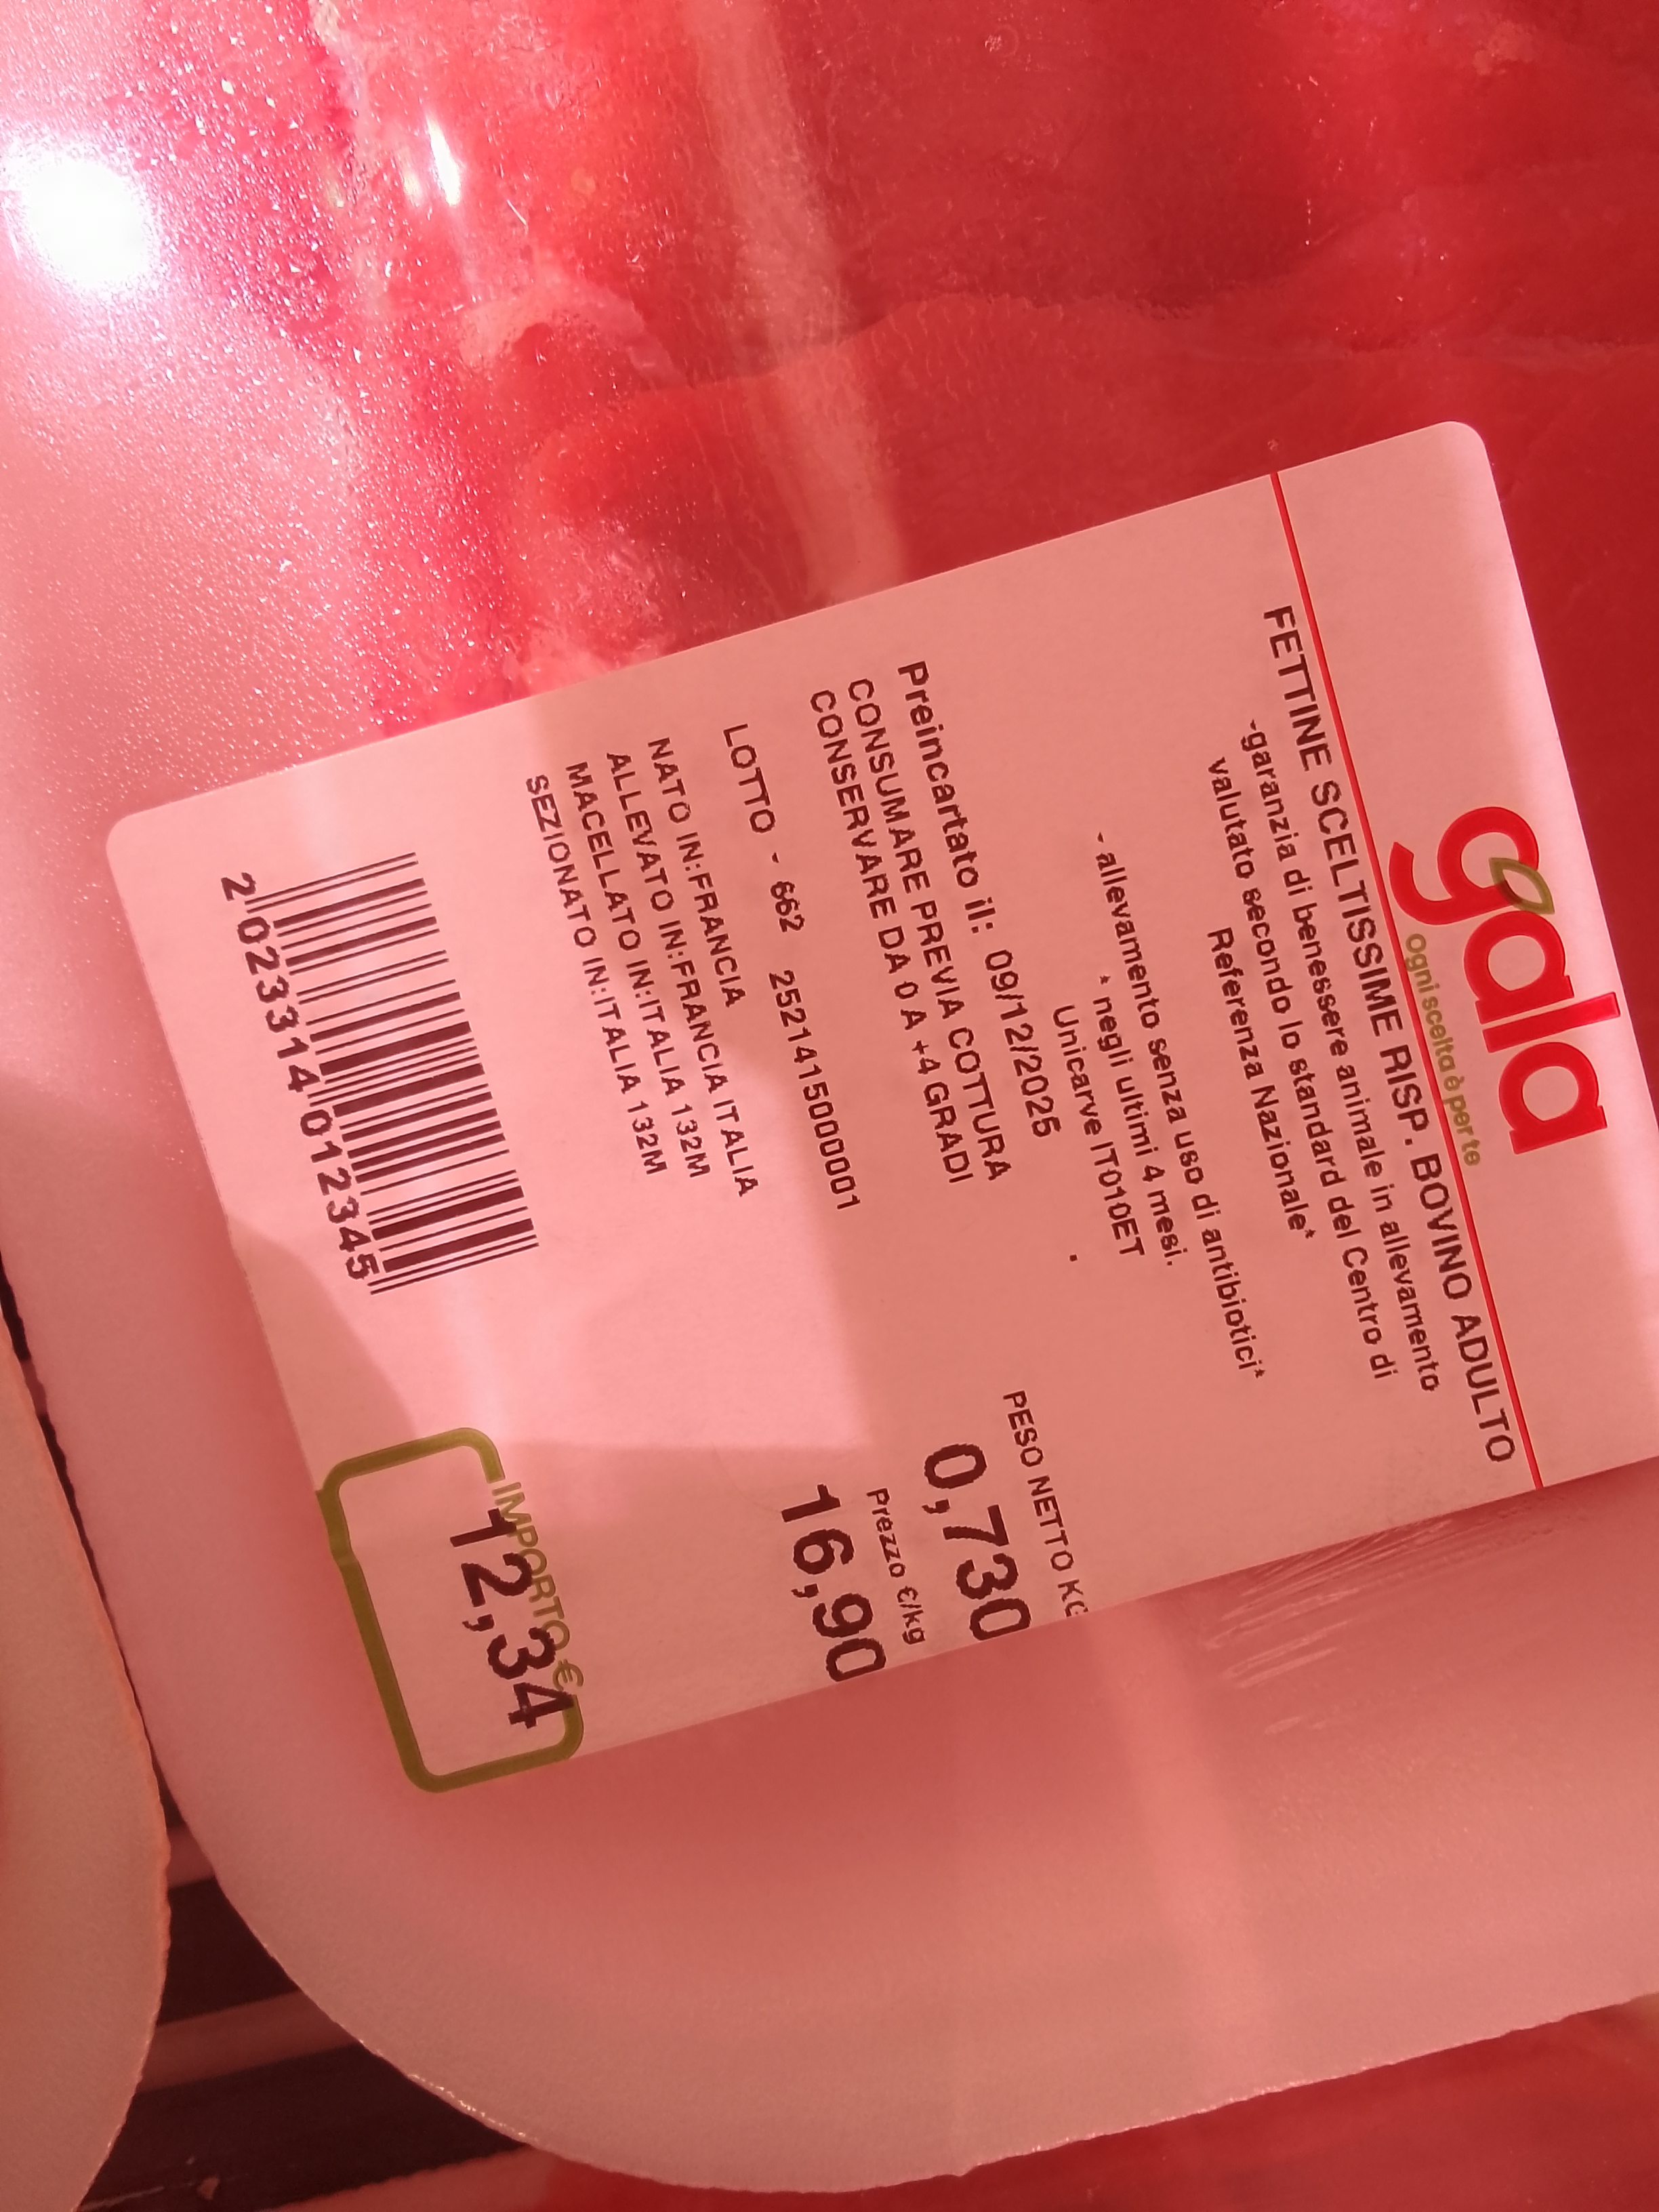 gala
ogni scelta è per te
FETTINE SCELTISSIME RISP. BOVINO ADULTO
-garanzia di benessere animale in allevamento
valutato secondo lo standard del Centro di
Referenza Nazionale*
- allevamento senza uso di antibiotici*
* negli ultimi 4 mesi.
Unicarve IT010ET
Preincartato il: 09/12/2025
CONSUMARE PREVIA COTTURA
CONSERVARE DA 0 A +4 GRADI
PESO NETTO KG
0,730
LOTTO - 662 25214150000001
Prezzo €/kg
16,90
NATO IN:FRANCIA
ALLEVATO IN:FRANCIA ITALIA
MACELLATO IN:ITALIA 132M
SEZIONATO IN:ITALIA 132M
IMPORTO €
12,34
2 023314 012345